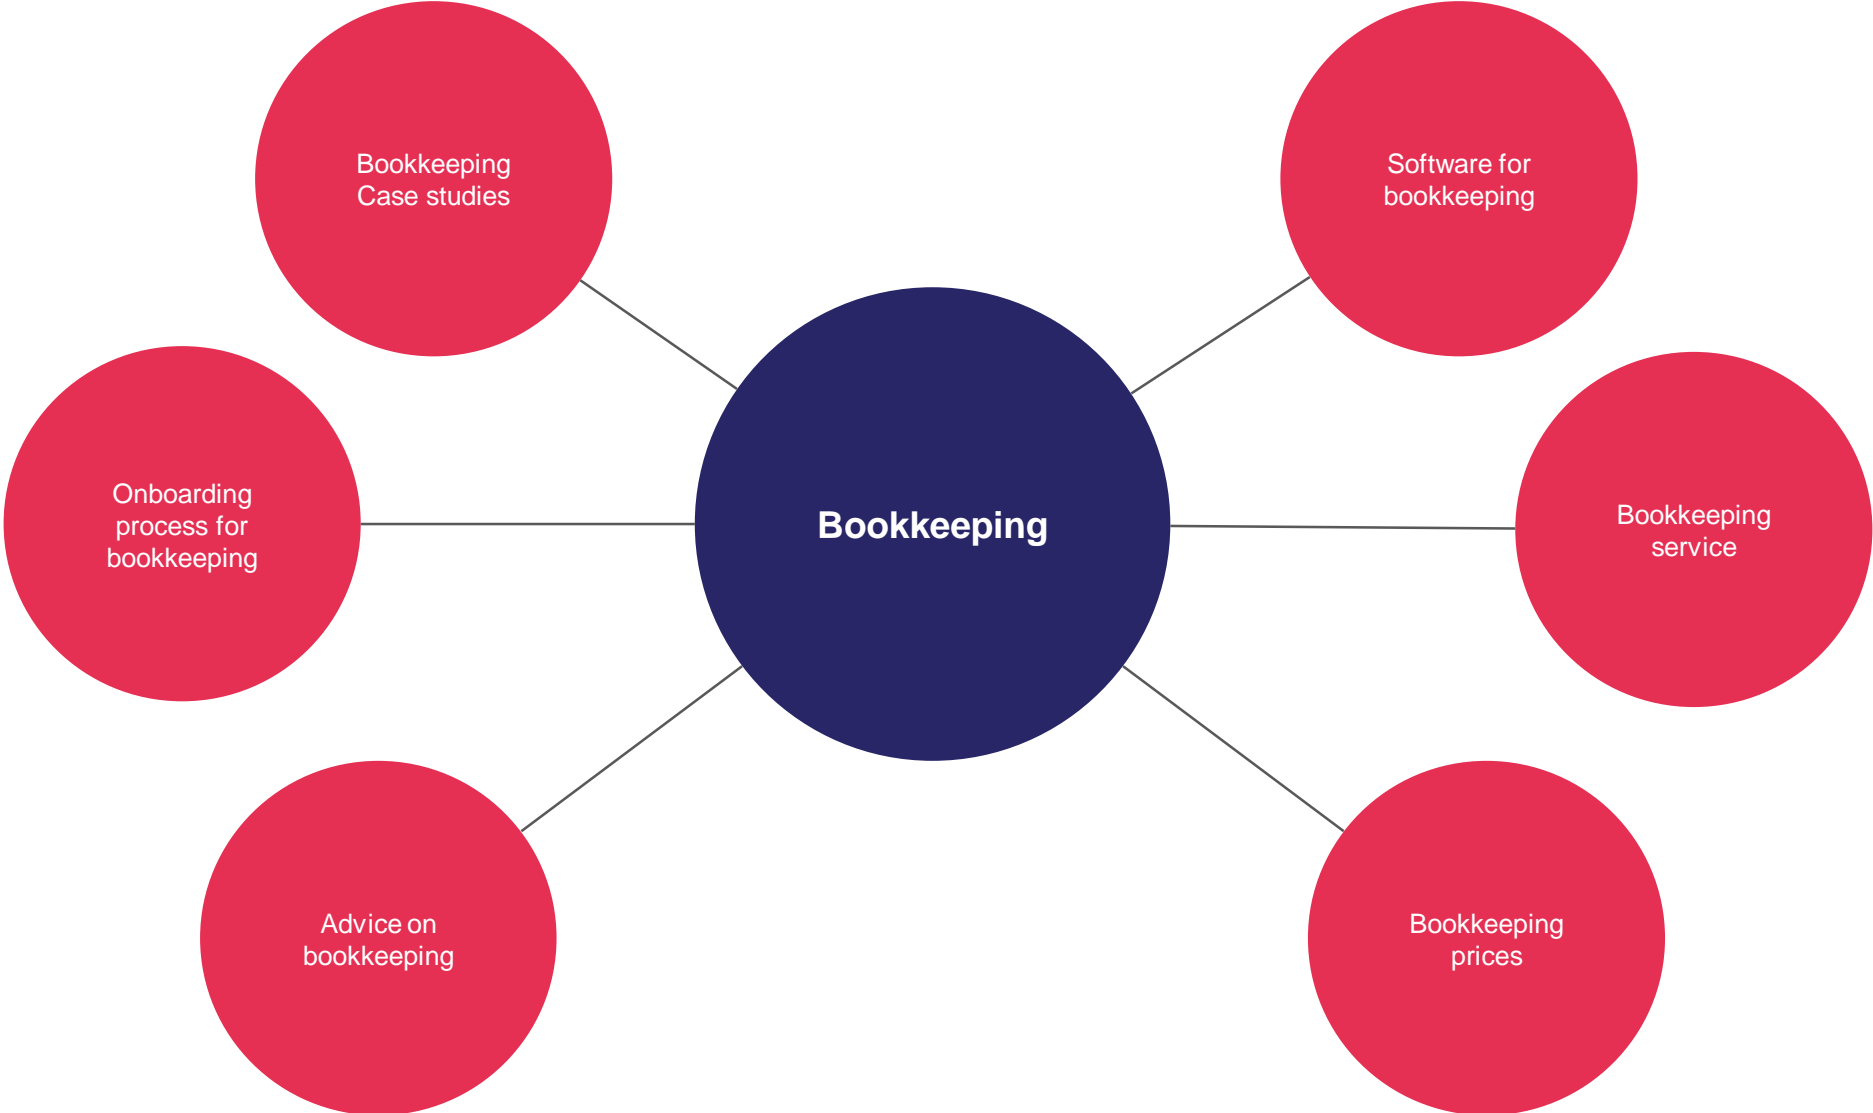 Bookkeeping
Case studies
Software for
bookkeeping
Onboarding
process for
bookkeeping
Bookkeeping
Bookkeeping
service
Advice on
bookkeeping
Bookkeeping
prices